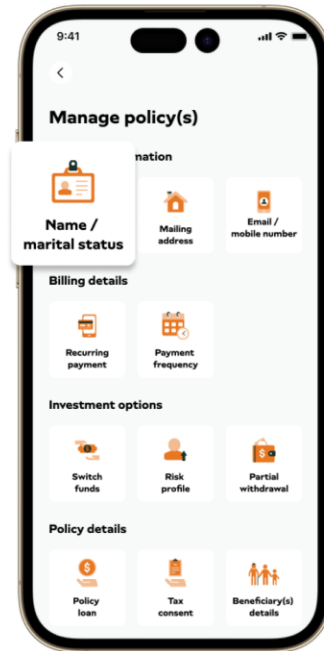 9:41
Manage policy(s)
mation
Name /
marital status
Mailing
address
Email /
mobile number
Billing details
Recurring
payment
Payment
frequency
Investment options
Switch
funds
Risk
profile
Partial
withdrawal
Policy details
Policy
loan
Tax
consent
Beneficiary(s)
details